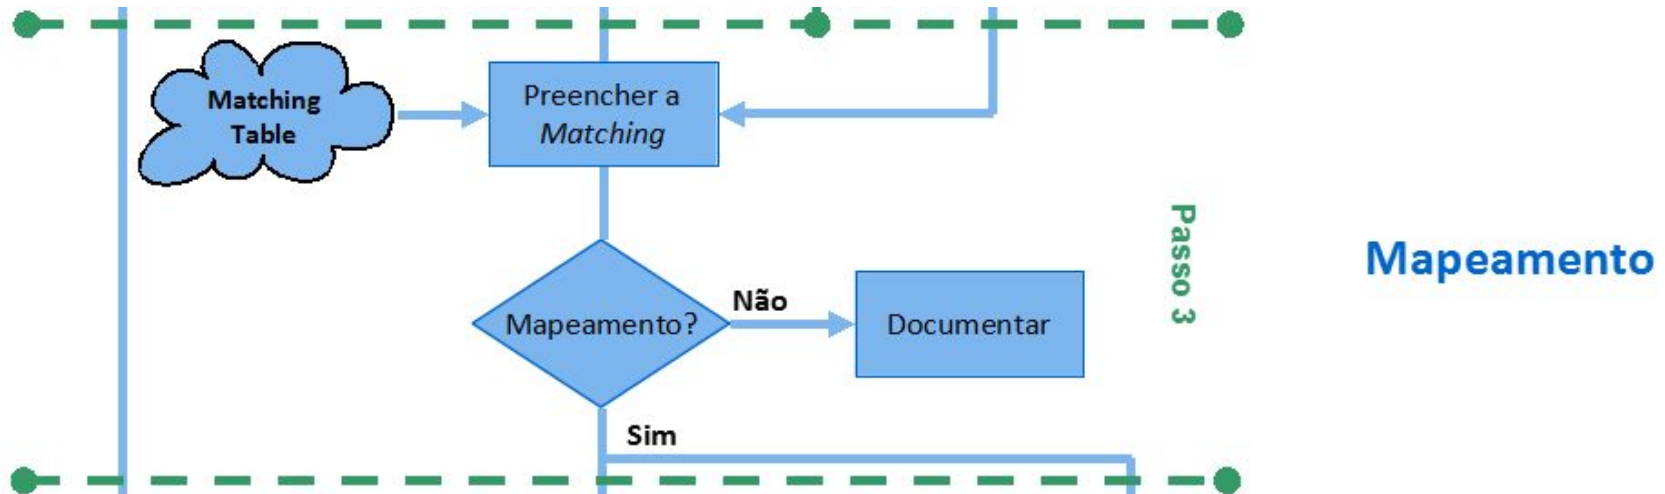 Matching
Table
Preencher a
Matching
Passo 3
Mapeamento
Mapeamento?
Não
Documentar
Sim